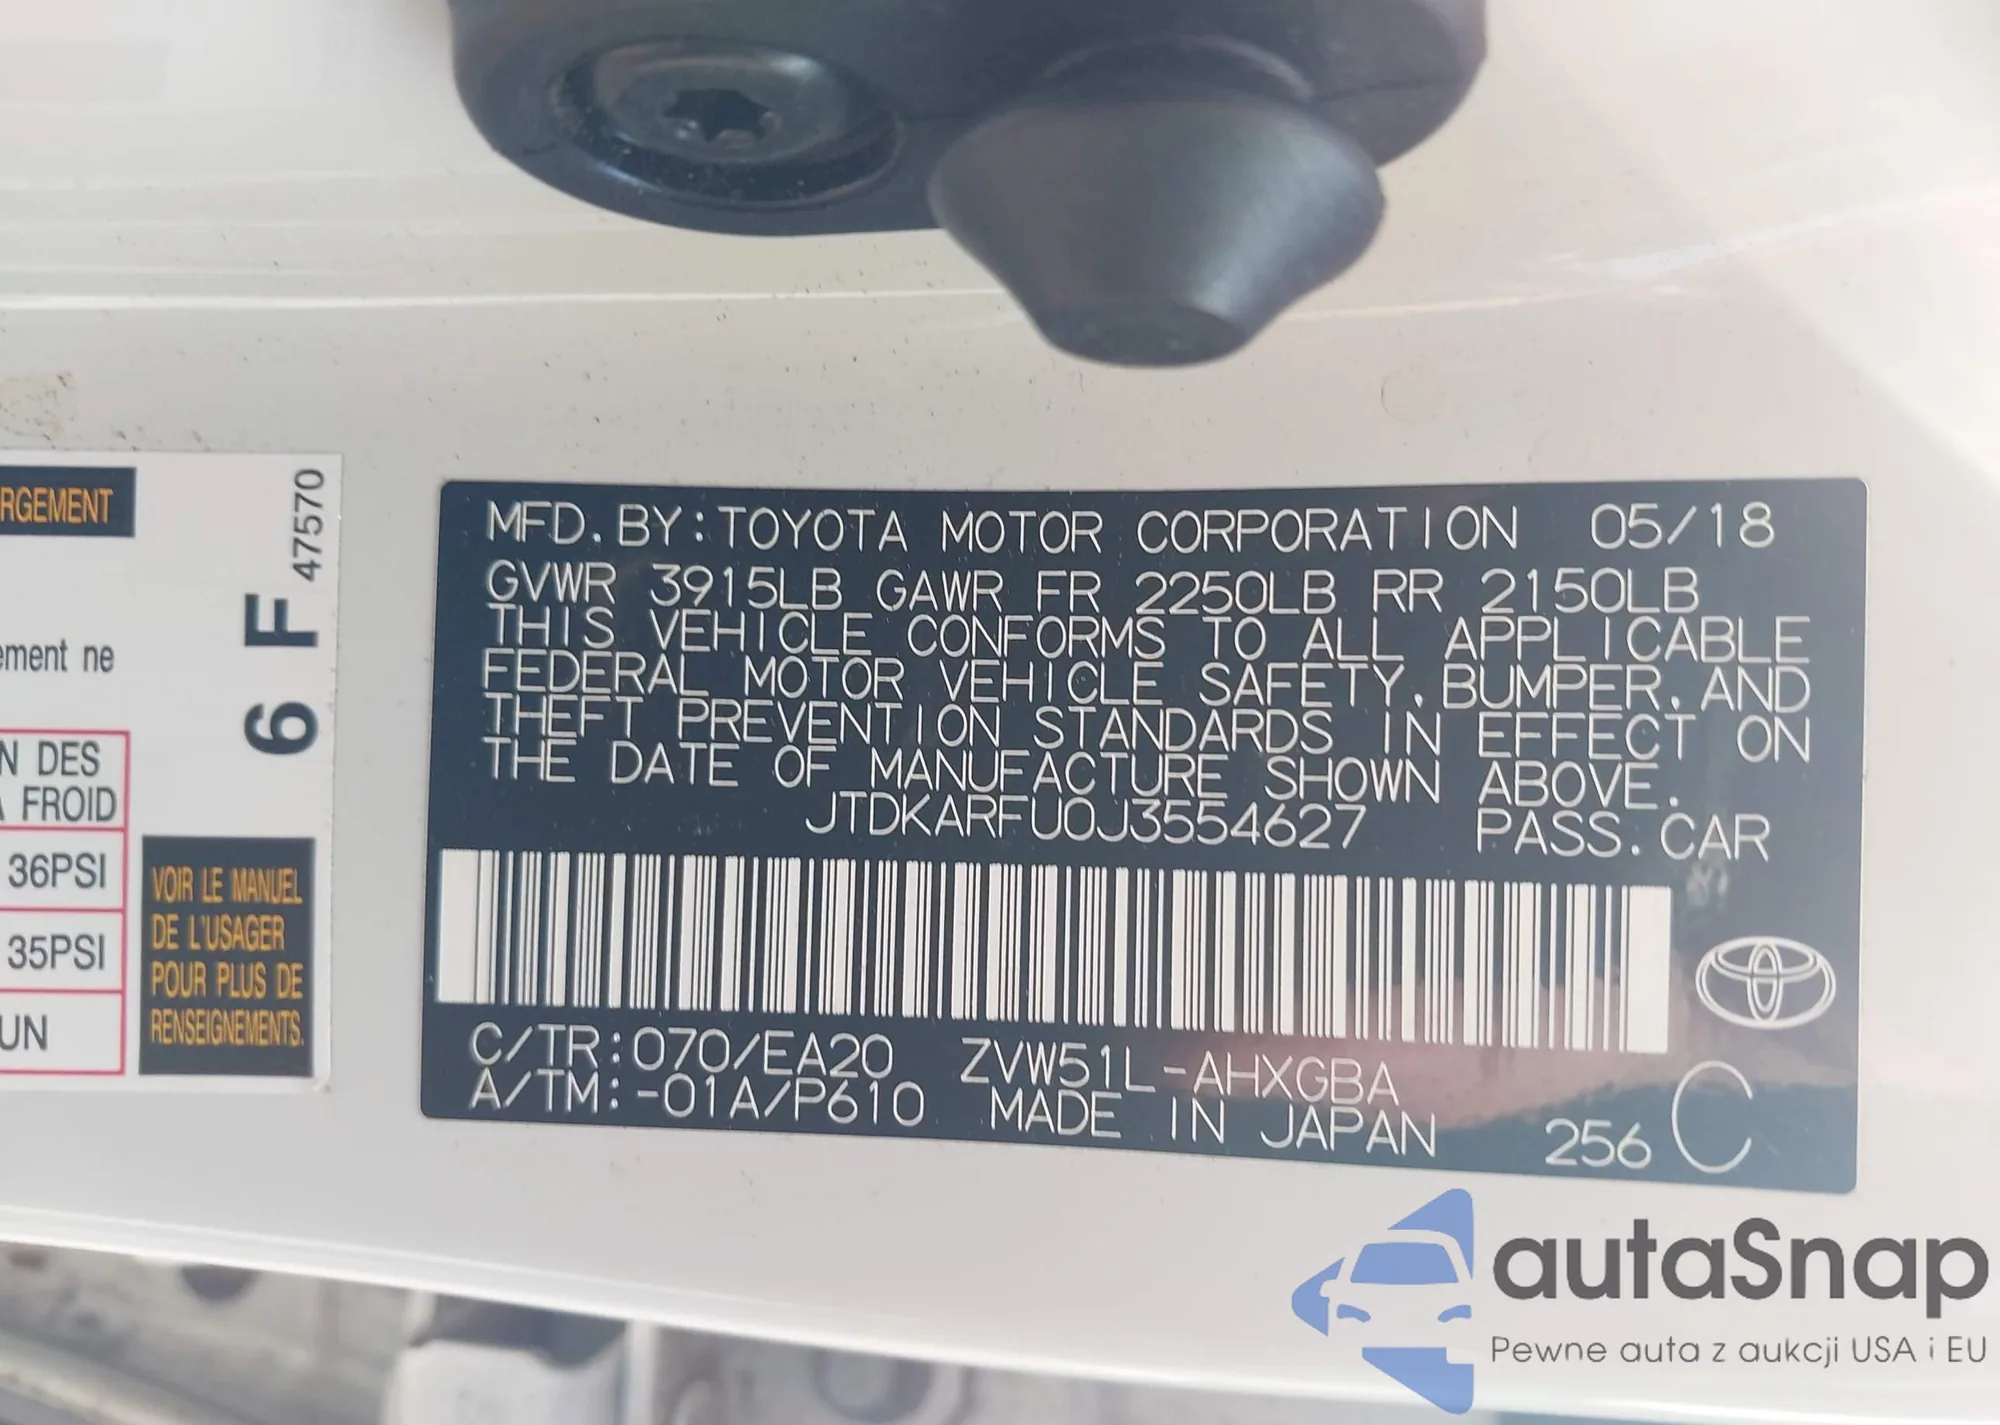 RGEMENT
ement ne
N DES
A FROID
36PSI
35PSI
UN
6 F
47570
VOIR LE MANUEL
DE L'USAGER
POUR PLUS DE
RENSEIGNEMENTS.
MFD. BY: TOYOTA MOTOR CORPORATION 05/18
GVWR 3915LB GAWR FR 2250LB RR 2150LB
THIS VEHICLE CONFORMS TO ALL APPLICABLE
FEDERAL MOTOR VEHICLE SAFETY, BUMPER, AND
THEFT PREVENTION STANDARDS IN EFFECT ON
THE DATE OF MANUFACTURE SHOWN ABOVE.
JTDKARFU0J3554627 PASS. CAR
C/TR: 070/EA20 ZVW51L-AHXGBA
A/TM: -01A/P610 MADE IN JAPAN 256 C
autaSnap
Pewne auta z aukcji USA i EU